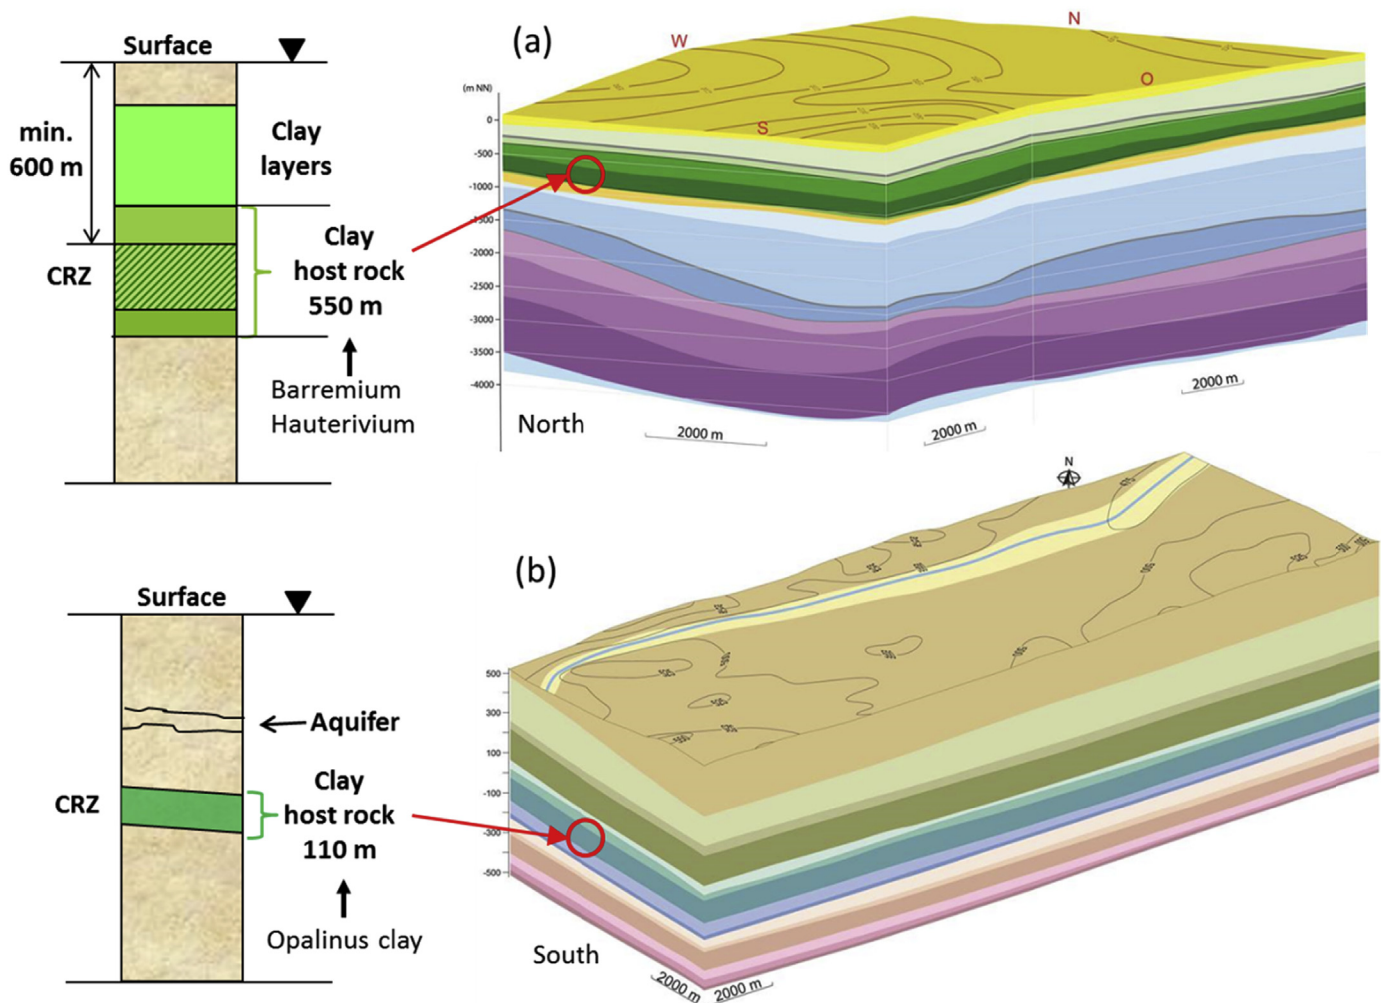 Surface
min.
600 m
Clay
layers
CRZ
Clay
host rock
550 m
Barremium
Hauterivium
(a)
W
N
O
S
(m NN)
0
-500
-1000
-1500
-2000
-2500
-3000
-3500
-4000
North
2000 m
2000 m
2000 m
Surface
Aquifer
CRZ
Clay
host rock
110 m
Opalinus clay
(b)
N
500
300
100
-100
-300
-500
South
2000 m
2000 m